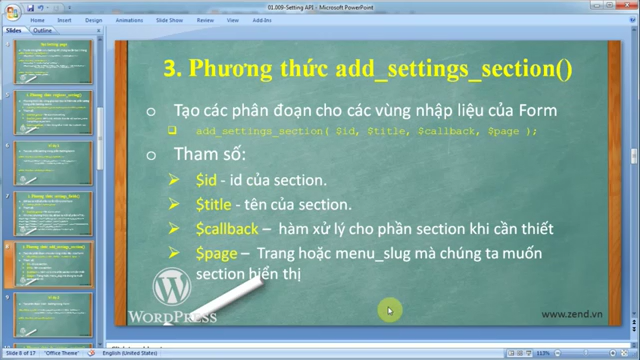 01.009-Setting API - Microsoft PowerPoint
Home Insert Design Animations Slide Show Review View Add-Ins
Slides Outline
3. Phương thức add_settings_section()
Tạo các phân đoạn cho các vùng nhập liệu của Form
add_settings_section( $id, $title, $callback, $page );
Tham số:
$id - id của section.
$title - tên của section.
$callback – hàm xử lý cho phần section khi cần thiết
$page – Trang hoặc menu_slug mà chúng ta muốn
section hiển thị
WORDPRESS
www.zend.vn
Slide 8 of 17 "Office Theme" English (United States) 113%